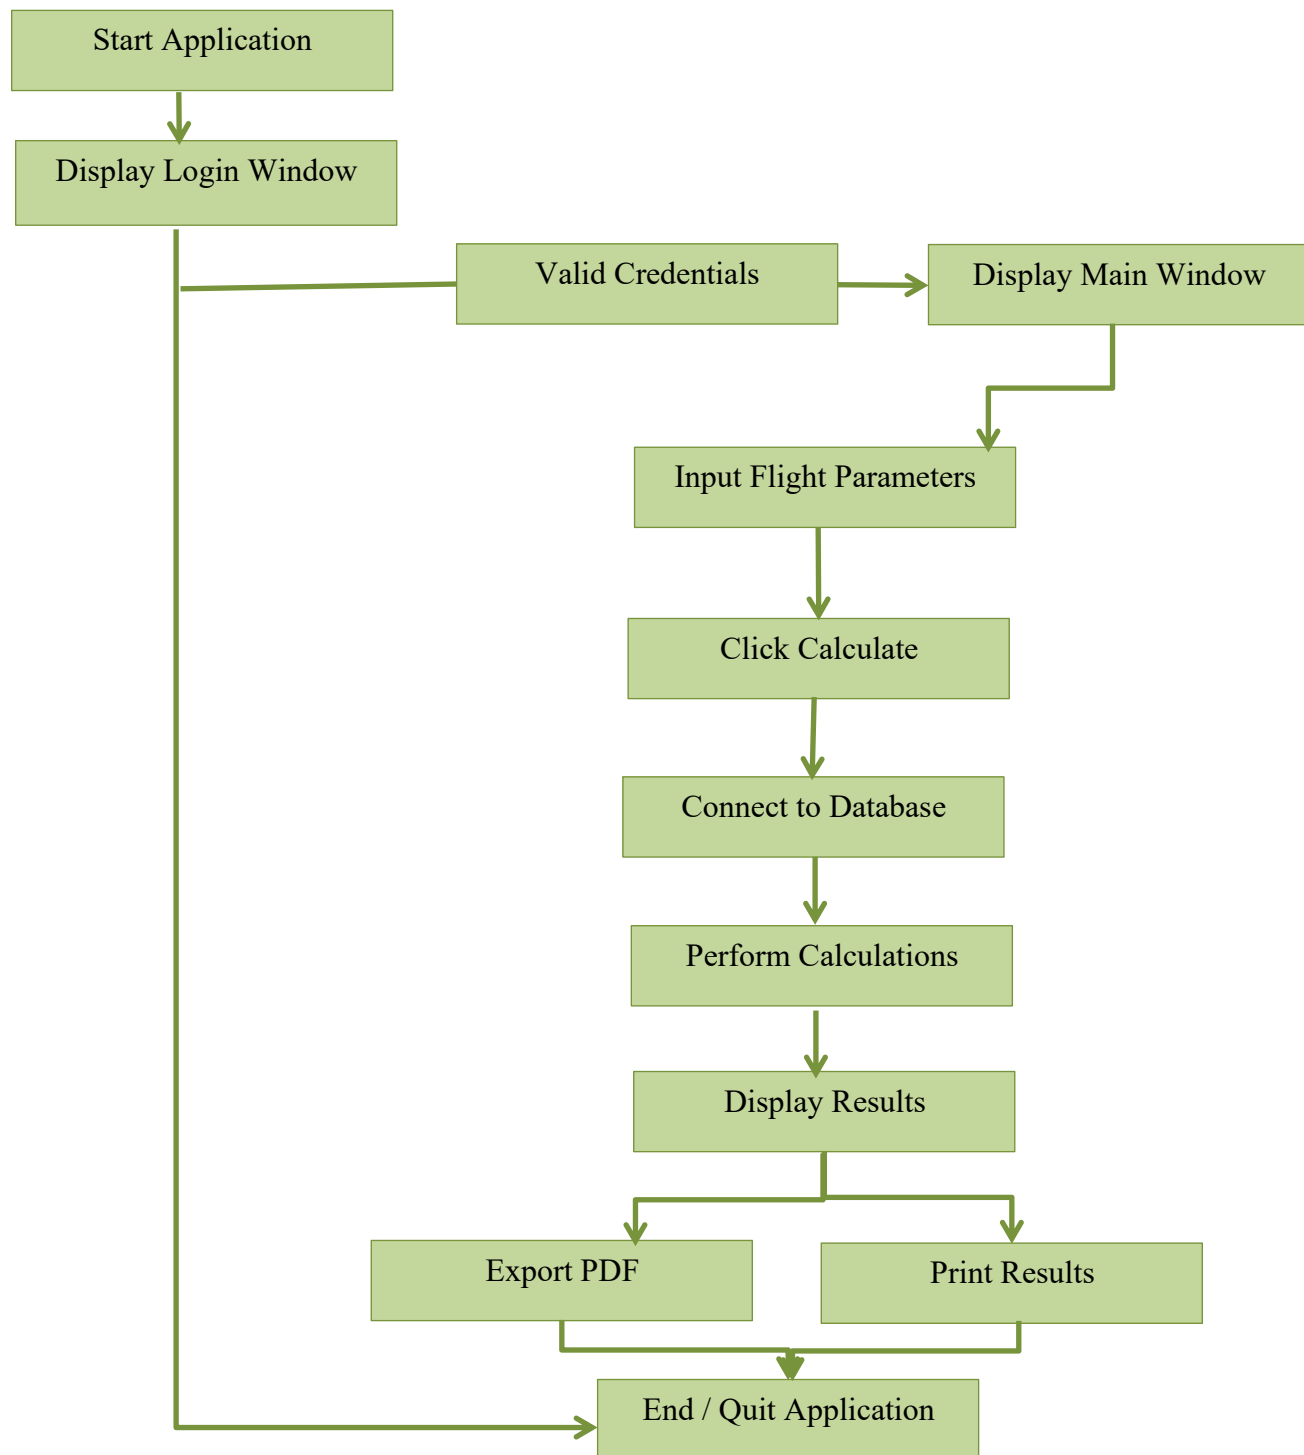 Start Application
Display Login Window
Valid Credentials
Display Main Window
Input Flight Parameters
Click Calculate
Connect to Database
Perform Calculations
Display Results
Export PDF
Print Results
End / Quit Application